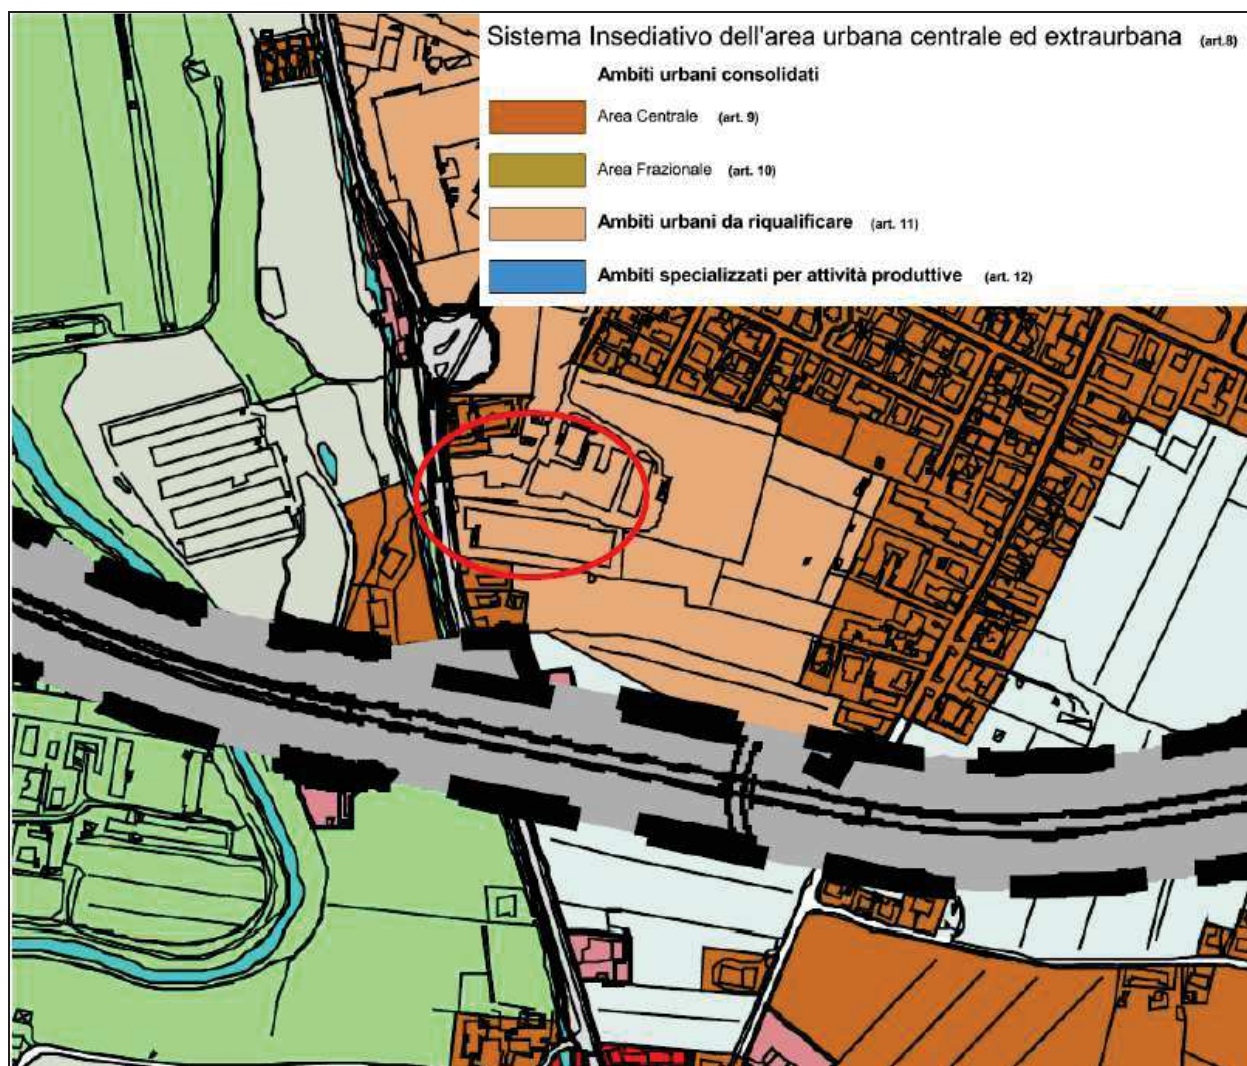 Sistema Insediativo dell'area urbana centrale ed extraurbana (art.8)
Ambiti urbani consolidati
Area Centrale (art. 9)
Area Frazionale (art. 10)
Ambiti urbani da riqualificare (art. 11)
Ambiti specializzati per attività produttive (art. 12)